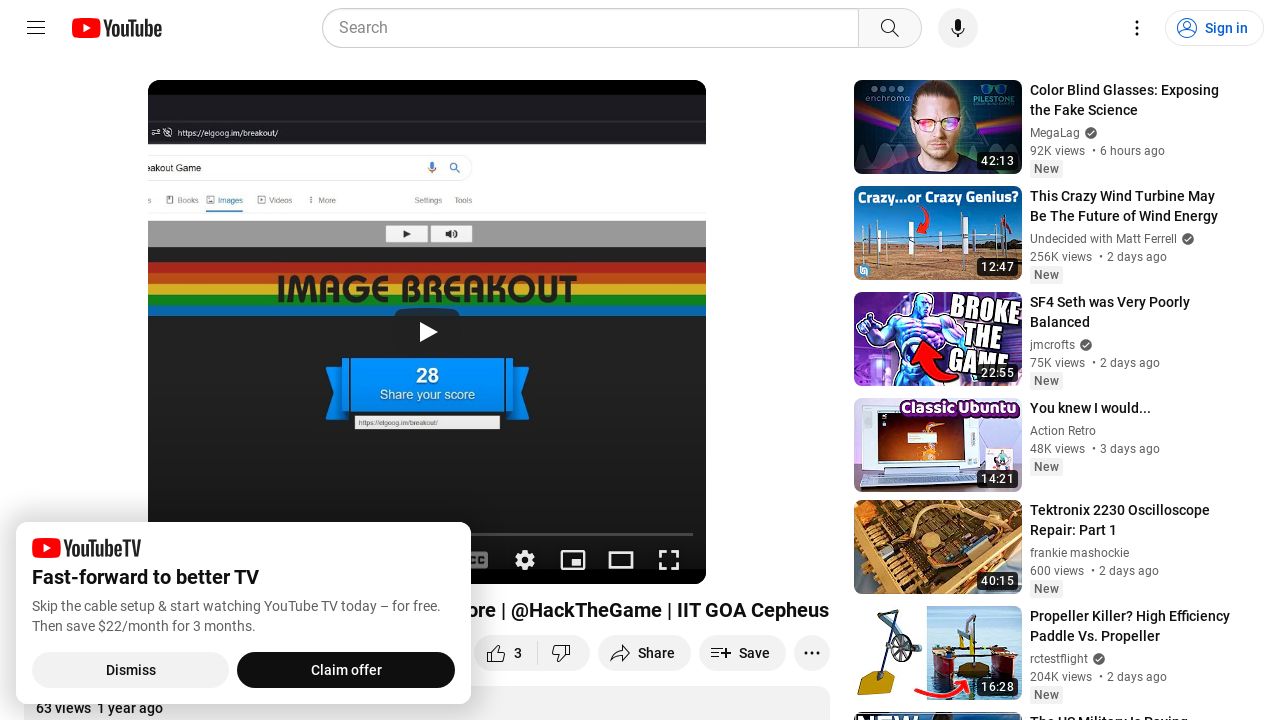 YouTube
Search
Sign in
https://elgoog.im/breakout/
eakout Game
Books
Images
Videos
More
Settings
Tools
IMAGE BREAKOUT
28
Share your score
https://elgoog.im/breakout/
YouTubeTV
Fast-forward to better TV
Skip the cable setup & start watching YouTube TV today – for free.
Then save $22/month for 3 months.
Dismiss
Claim offer
ore | @HackTheGame | IIT GOA Cepheus
3
Share
Save
63 views 1 year ago
enchroma
PILESTONE
42:13
Color Blind Glasses: Exposing
the Fake Science
MegaLag
92K views • 6 hours ago
New
Crazy...or Crazy Genius?
12:47
This Crazy Wind Turbine May
Be The Future of Wind Energy
Undecided with Matt Ferrell
256K views • 2 days ago
New
BROKE
THE
GAME
22:55
SF4 Seth was Very Poorly
Balanced
jmcrofts
75K views • 2 days ago
New
Classic Ubuntu
14:21
You knew I would...
Action Retro
48K views • 3 days ago
New
40:15
Tektronix 2230 Oscilloscope
Repair: Part 1
frankie mashockie
600 views • 2 days ago
New
16:28
Propeller Killer? High Efficiency
Paddle Vs. Propeller
rctestflight
204K views • 2 days ago
New